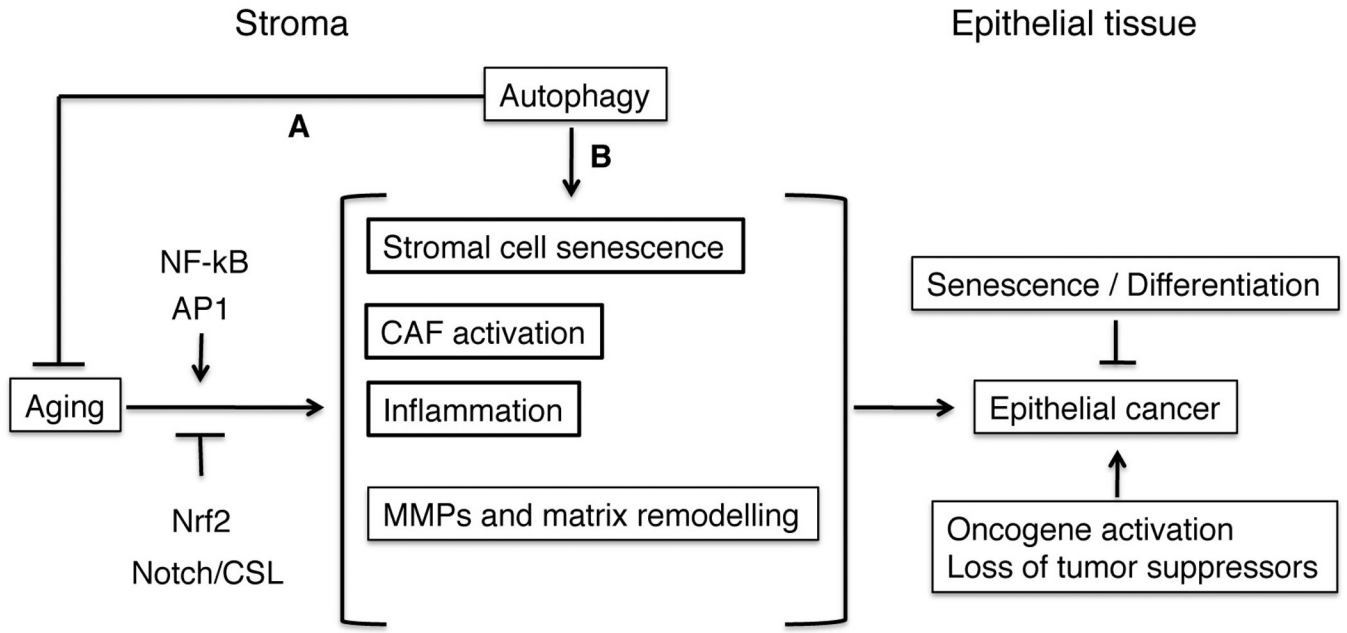 Stroma
Epithelial tissue
Autophagy
A
B
Stromal cell senescence
NF-kB
AP1
CAF activation
Aging
Inflammation
Nrf2
Notch/CSL
MMPs and matrix remodelling
Senescence / Differentiation
Epithelial cancer
Oncogene activation
Loss of tumor suppressors